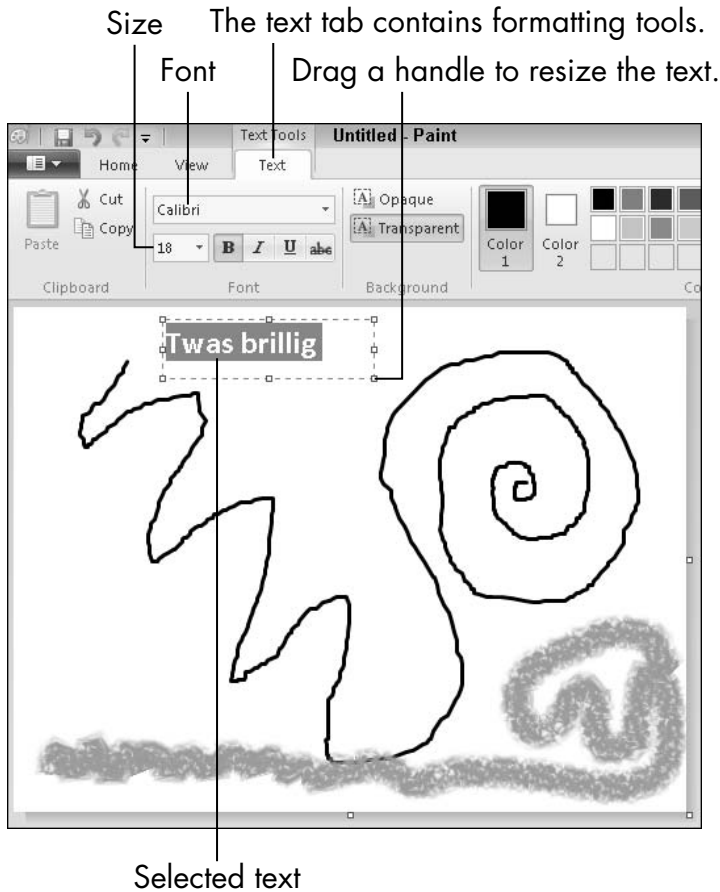 Size The text tab contains formatting tools.
Font Drag a handle to resize the text.
Text Tools Untitled - Paint
Home View Text
Cut Calibri Opaque
Copy Transparent
Paste 18 B I U abc Color 1 Color 2
Clipboard Font Background Co
Twas brillig
Selected text